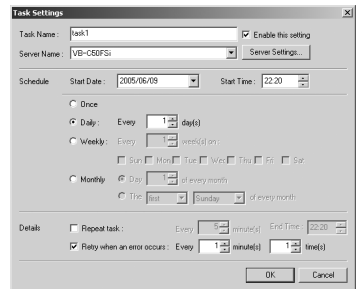 Task Settings
Task Name : task1 Enable this setting
Server Name : VB-C50FSi Server Settings...
Schedule Start Date : 2005/06/09 Start Time : 22:20
Once
Daily : Every 1 day(s)
Weekly : Every 1 week(s) on :
Sun Mon Tue Wec Thu Fri Sat
Monthly Day 1 of every month
The first Sunday of every month
Details Repeat task : Every 5 minute(s) End Time : 22:20
Retry when an error occurs : Every 1 minute(s) 1 time(s)
OK Cancel